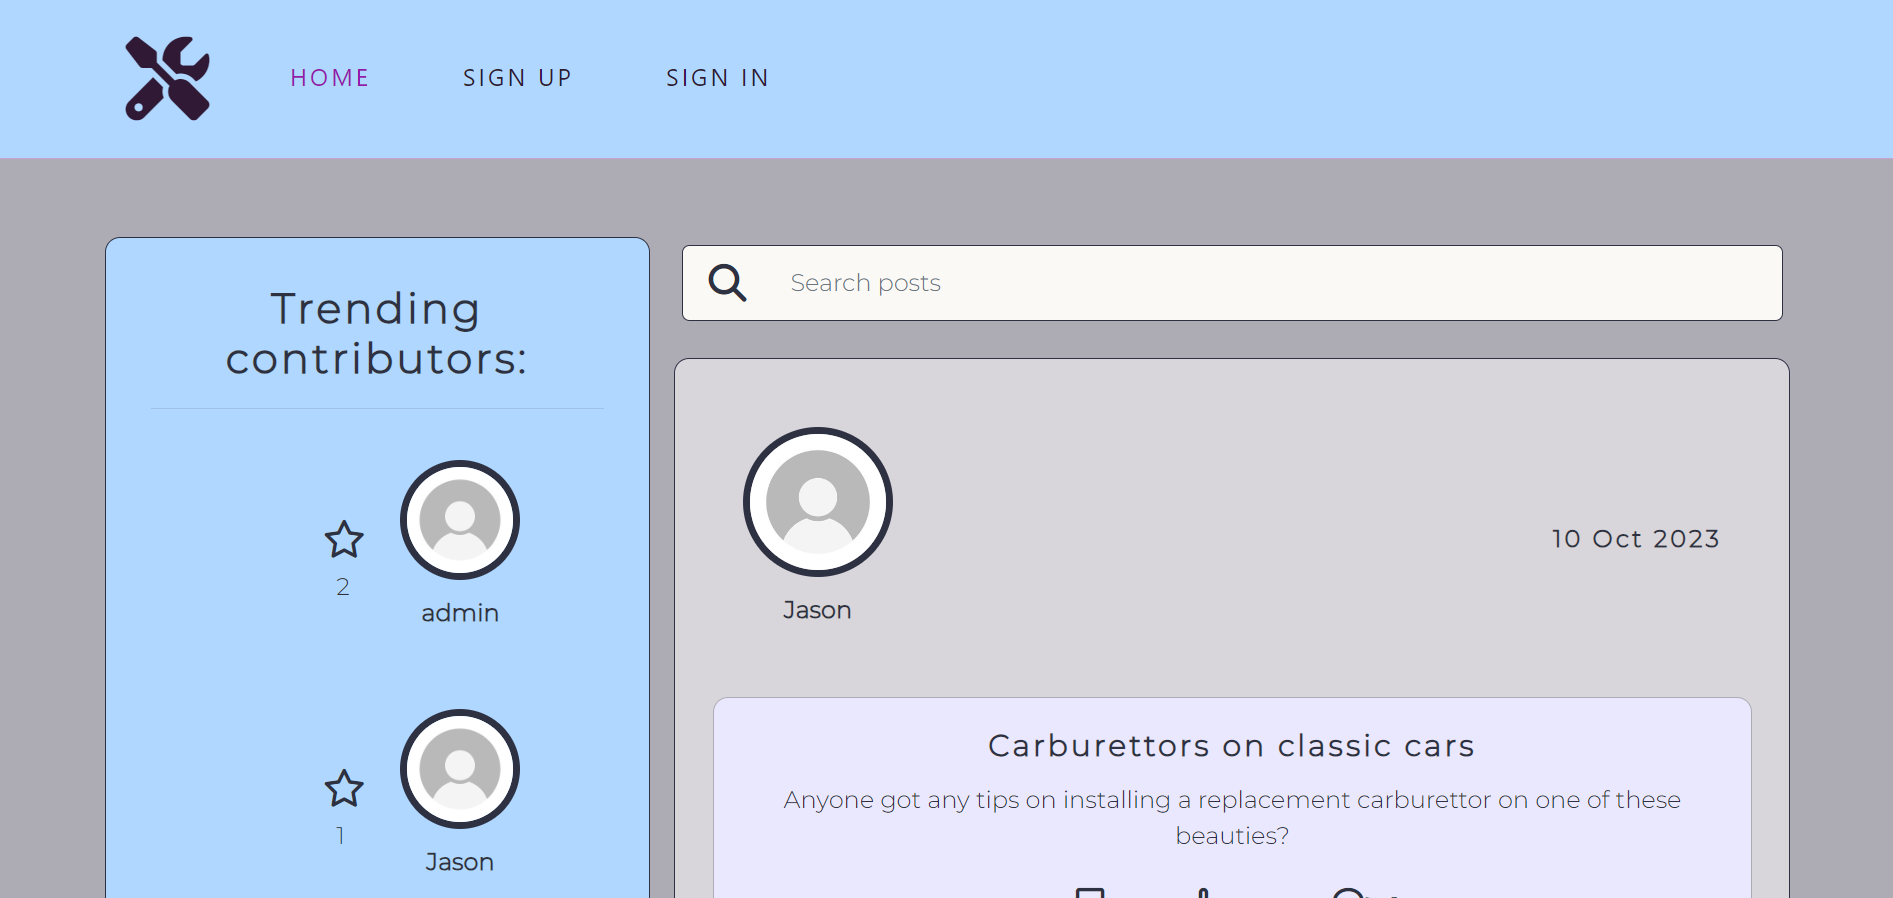 HOME
SIGN UP
SIGN IN
Trending
contributors:
2
admin
1
Jason
Search posts
Jason
10 Oct 2023
Carburettors on classic cars
Anyone got any tips on installing a replacement carburettor on one of these
beauties?